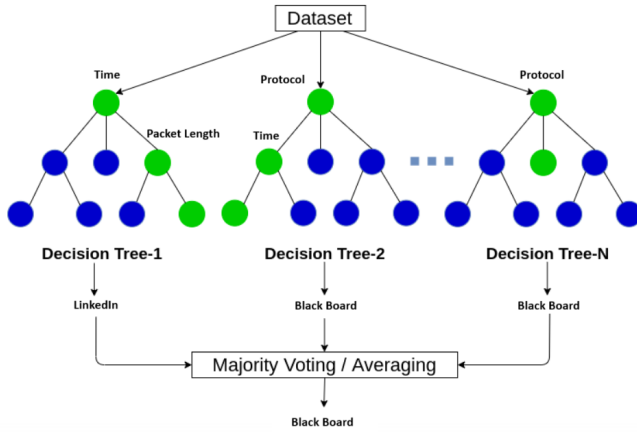 Dataset
Time
Protocol
Protocol
Packet Length
Time
Decision Tree-1
Decision Tree-2
Decision Tree-N
LinkedIn
Black Board
Black Board
Majority Voting / Averaging
Black Board